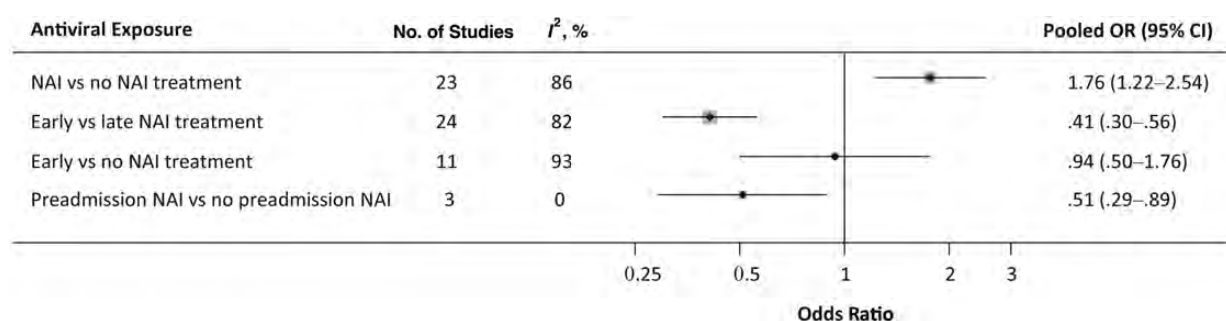 Antiviral Exposure No. of Studies I², % Pooled OR (95% CI)
NAI vs no NAI treatment 23 86 1.76 (1.22–2.54)
Early vs late NAI treatment 24 82 .41 (.30–.56)
Early vs no NAI treatment 11 93 .94 (.50–1.76)
Preadmission NAI vs no preadmission NAI 3 0 .51 (.29–.89)
0.25 0.5 1 2 3
Odds Ratio